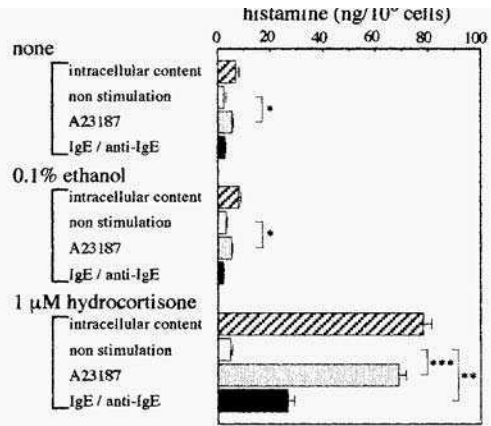 histamine (ng/10⁶ cells)
0 20 40 60 80 100
none
intracellular content
non stimulation
A23187
IgE / anti-IgE
*
0.1% ethanol
intracellular content
non stimulation
A23187
IgE / anti-IgE
*
1 µM hydrocortisone
intracellular content
non stimulation
A23187
IgE / anti-IgE
***
**